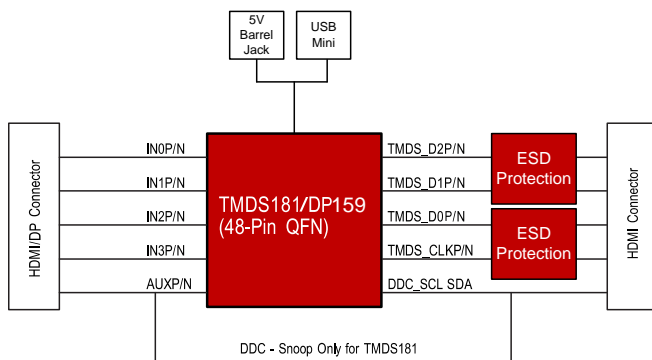 5V
Barrel
Jack
USB
Mini
HDMI/DP Connector
IN0P/N
IN1P/N
IN2P/N
IN3P/N
AUXP/N
TMDS181/DP159
(48-Pin QFN)
TMDS_D2P/N
TMDS_D1P/N
TMDS_D0P/N
TMDS_CLKP/N
DDC_SCL SDA
ESD
Protection
ESD
Protection
HDMI Connector
DDC - Snoop Only for TMDS181